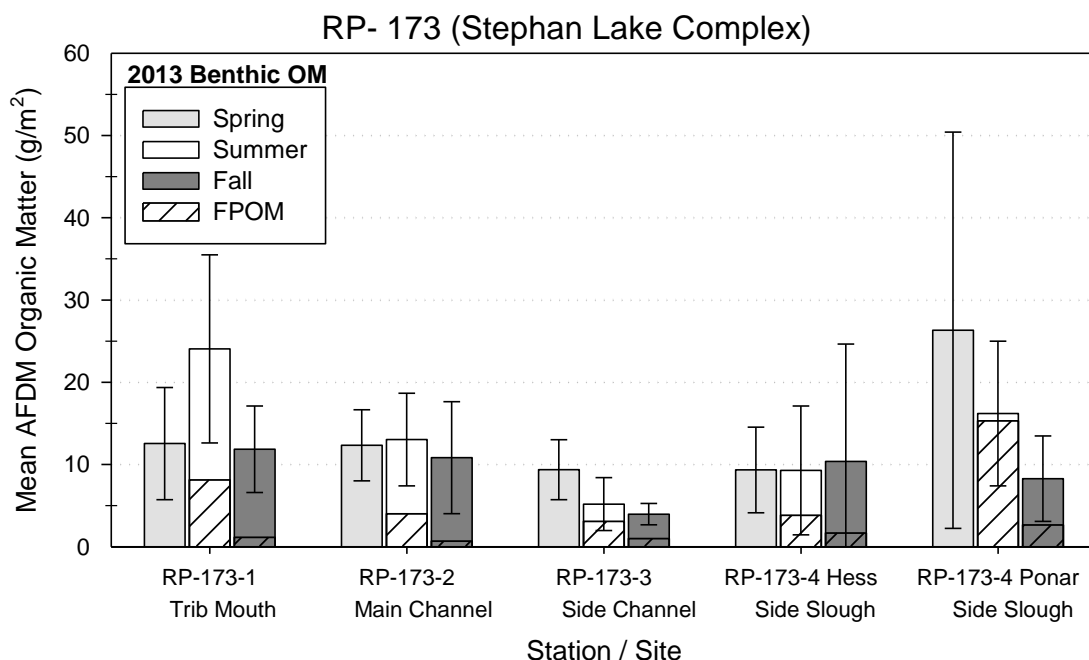 RP- 173 (Stephan Lake Complex)
Mean AFDM Organic Matter (g/m²)
60
50
40
30
20
10
0
2013 Benthic OM
Spring
Summer
Fall
FPOM
RP-173-1
Trib Mouth
RP-173-2
Main Channel
RP-173-3
Side Channel
RP-173-4 Hess
Side Slough
RP-173-4 Ponar
Side Slough
Station / Site